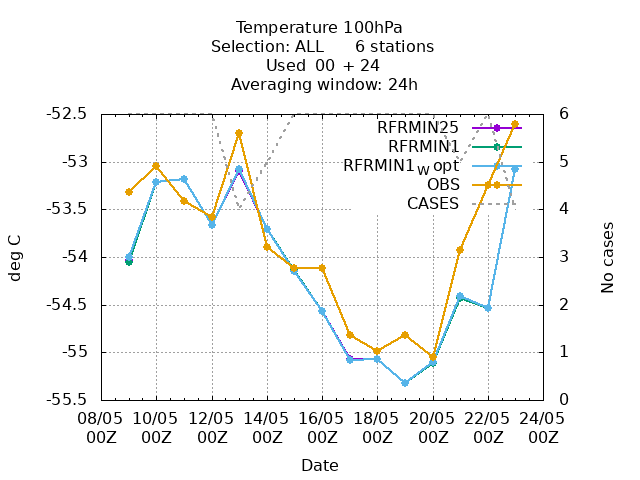 Temperature 100hPa
Selection: ALL 6 stations
Used 00 + 24
Averaging window: 24h
-52.5 6
RFRMIN25
RFRMIN1
-53 RFRMIN1w opt 5
OBS
CASES
-53.5 4
-54 3
deg C No cases
-54.5 2
-55 1
-55.5 0
08/05 10/05 12/05 14/05 16/05 18/05 20/05 22/05 24/05
00Z 00Z 00Z 00Z 00Z 00Z 00Z 00Z 00Z
Date